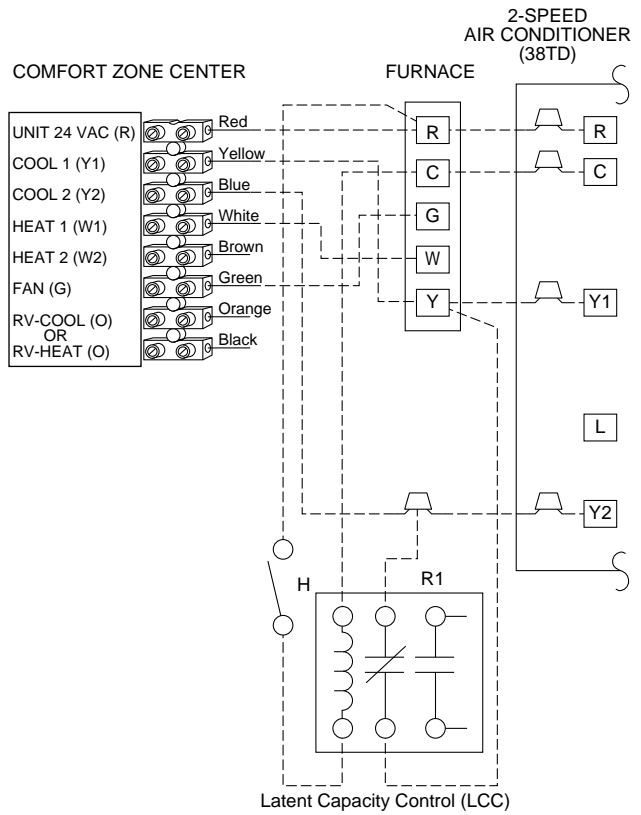 2-SPEED
AIR CONDITIONER
(38TD)
COMFORT ZONE CENTER
FURNACE
UNIT 24 VAC (R)
Red
R
R
COOL 1 (Y1)
Yellow
C
C
COOL 2 (Y2)
Blue
HEAT 1 (W1)
White
G
HEAT 2 (W2)
Brown
W
FAN (G)
Green
Y
Y1
RV-COOL (O)
Orange
OR
RV-HEAT (O)
Black
L
Y2
H
R1
Latent Capacity Control (LCC)